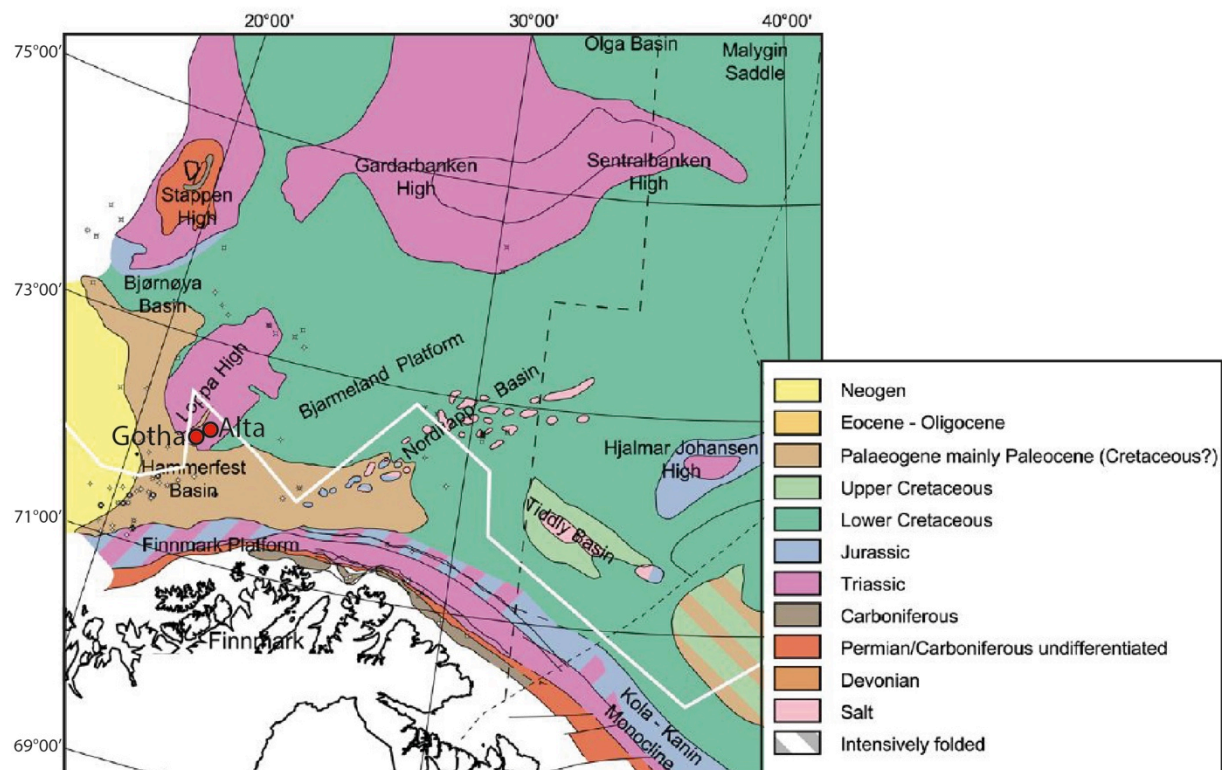 20°00'
30°00'
40°00'
75°00'
73°00'
71°00'
69°00'
Olga Basin
Malygin
Saddle
Gardarbanken
High
Sentralbanken
High
Stappen
High
Bjørnøya
Basin
Loppa High
Bjarmeland Platform
Nordkapp Basin
Gotha
Alta
Hjalmar Johansen
High
Hammerfest
Basin
Tiddly Basin
Finnmark Platform
Finnmark
Kola - Kanin
Monocline
Neogen
Eocene - Oligocene
Palaeogene mainly Paleocene (Cretaceous?)
Upper Cretaceous
Lower Cretaceous
Jurassic
Triassic
Carboniferous
Permian/Carboniferous undifferentiated
Devonian
Salt
Intensively folded